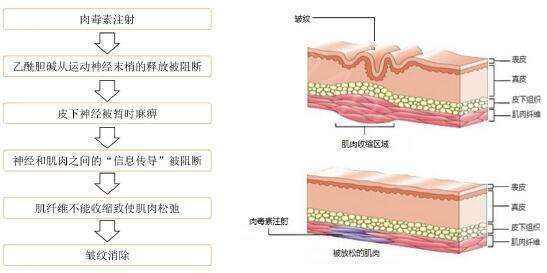 肉毒素注射
乙酰胆碱从运动神经末梢的释放被阻断
皮下神经被暂时麻痹
神经和肌肉之间的“信息传导”被阻断
肌纤维不能收缩致使肌肉松弛
皱纹消除
皱纹
表皮
真皮
皮下组织
肌肉纤维
肌肉收缩区域
表皮
真皮
皮下组织
肌肉纤维
肉毒素注射
被放松的肌肉